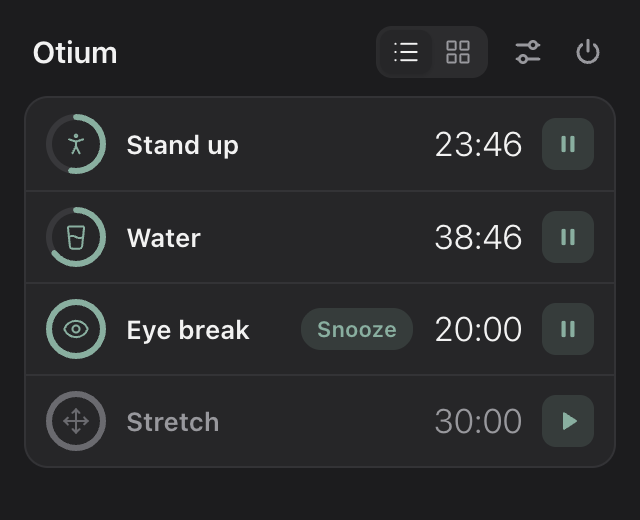 Otium
Stand up 23:46
Water 38:46
Eye break Snooze 20:00
Stretch 30:00